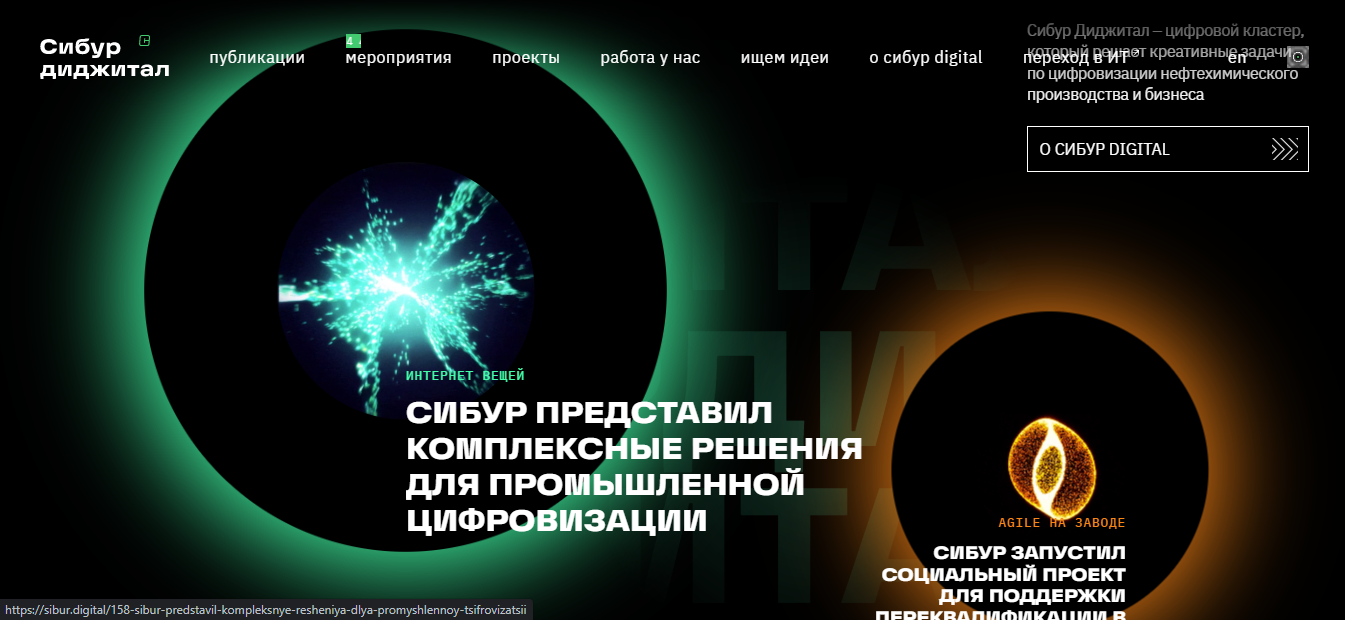 Сибур
диджитал
публикации
мероприятия
проекты
работа у нас
ищем идеи
о сибур digital
переход в ИТ
en
Сибур Диджитал – цифровой кластер,
который решает креативные задачи
по цифровизации нефтехимического
производства и бизнеса
О СИБУР DIGITAL
ИНТЕРНЕТ ВЕЩЕЙ
СИБУР ПРЕДСТАВИЛ
КОМПЛЕКСНЫЕ РЕШЕНИЯ
ДЛЯ ПРОМЫШЛЕННОЙ
ЦИФРОВИЗАЦИИ
AGILE НА ЗАВОДЕ
СИБУР ЗАПУСТИЛ
СОЦИАЛЬНЫЙ ПРОЕКТ
ДЛЯ ПОДДЕРЖКИ
ПЕРЕКВАЛИФИКАЦИИ В
https://sibur.digital/158-sibur-predstavil-kompleksnye-resheniya-dlya-promyshlennoy-tsifrovizatsii